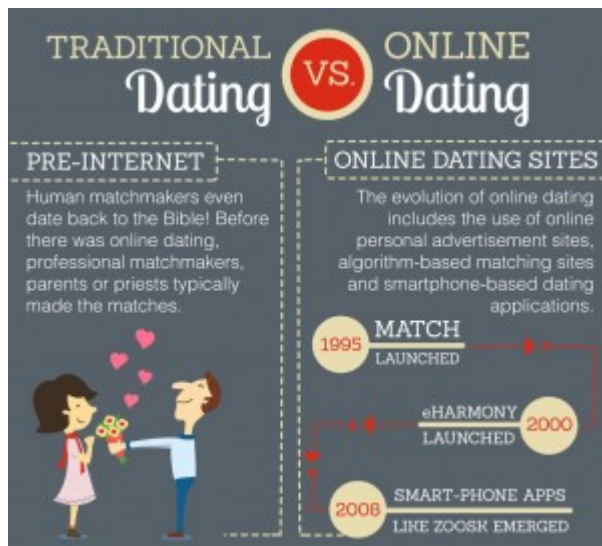 TRADITIONAL
Dating
VS.
ONLINE
Dating
PRE-INTERNET
Human matchmakers even
date back to the Bible! Before
there was online dating,
professional matchmakers,
parents or priests typically
made the matches.
ONLINE DATING SITES
The evolution of online dating
includes the use of online
personal advertisement sites,
algorithm-based matching sites
and smartphone-based dating
applications.
1995
MATCH
LAUNCHED
eHARMONY
LAUNCHED
2000
2008
SMART-PHONE APPS
LIKE ZOOSK EMERGED